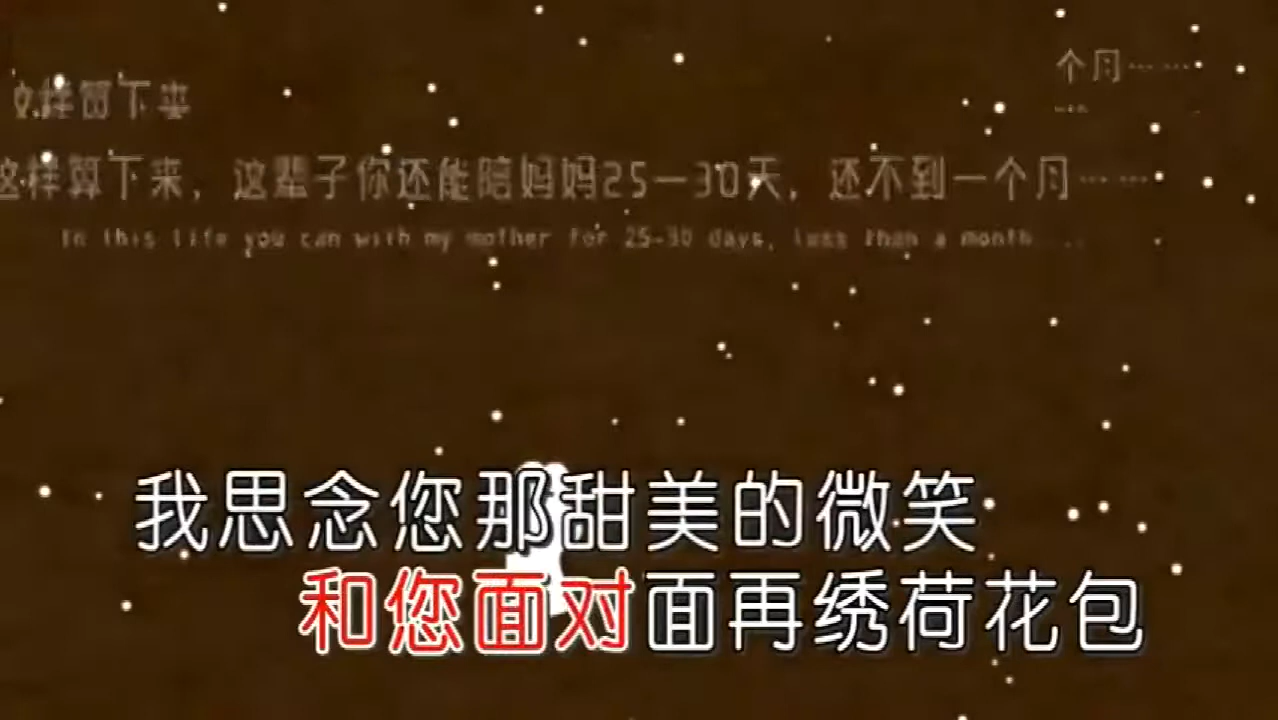 个月……
这样算下来
这样算下来，这辈子你还能陪妈妈25—30天，还不到一个月……
In this life you can with my mother for 25-30 days, less than a month....
我思念您那甜美的微笑
和您面对面再绣荷花包